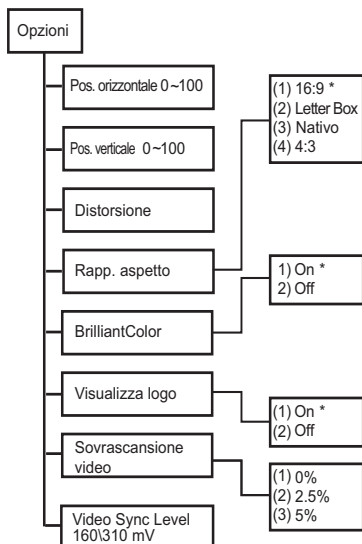 Opzioni
Pos. orizzontale 0~100
Pos. verticale 0~100
Distorsione
Rapp. aspetto
(1) 16:9 *
(2) Letter Box
(3) Nativo
(4) 4:3
BrilliantColor
1) On *
2) Off
Visualizza logo
(1) On *
(2) Off
Sovrascansione
video
(1) 0%
(2) 2.5%
(3) 5%
Video Sync Level
160\310 mV